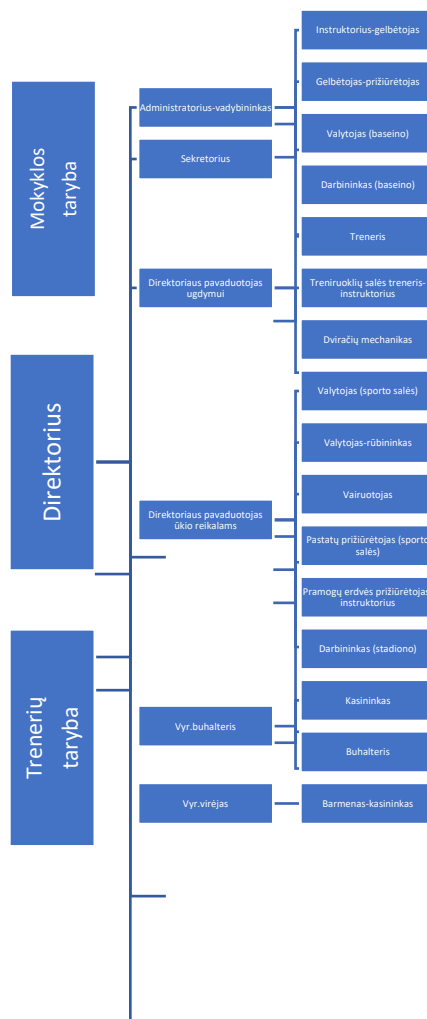 Mokyklos
taryba
Direktorius
Trenerių
taryba
Administratorius-vadybininkas
Sekretorius
Direktoriaus pavaduotojas
ugdymui
Direktoriaus pavaduotojas
ūkio reikalams
Vyr.buhalteris
Vyr.virėjas
Instruktorius-gelbėtojas
Gelbėtojas-prižiūrėtojas
Valytojas (baseino)
Darbininkas (baseino)
Treneris
Treniruoklių salės treneris-
instruktorius
Dviračių mechanikas
Valytojas (sporto salės)
Valytojas-rūbininkas
Vairuotojas
Pastatų prižiūrėtojas (sporto
salės)
Pramogų erdvės prižiūrėtojas-
instruktorius
Darbininkas (stadiono)
Kasininkas
Buhalteris
Barmenas-kasininkas